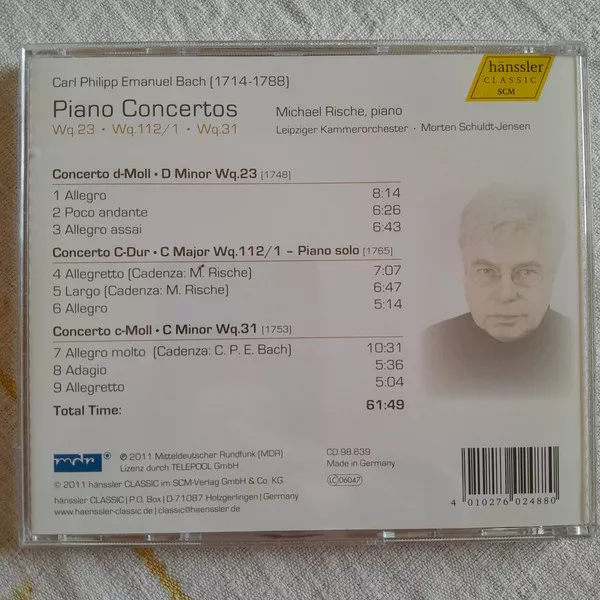 Carl Philipp Emanuel Bach (1714-1788)
hänssler
CLASSIC
SCM
Piano Concertos
Michael Rische, piano
Wq.23 • Wq.112/1 • Wq.31
Leipziger Kammerorchester · Morten Schuldt-Jensen
Concerto d-Moll • D Minor Wq.23 [1748]
1 Allegro 8:14
2 Poco andante 6:26
3 Allegro assai 6:43
Concerto C-Dur • C Major Wq.112/1 – Piano solo [1765]
4 Allegretto (Cadenza: M. Rische) 7:07
5 Largo (Cadenza: M. Rische) 6:47
6 Allegro 5:14
Concerto c-Moll • C Minor Wq.31 [1753]
7 Allegro molto (Cadenza: C. P. E. Bach) 10:31
8 Adagio 5:36
9 Allegretto 5:04
Total Time: 61:49
mdr ℗ 2011 Mitteldeutscher Rundfunk (MDR)
Lizenz durch TELEPOOL GmbH
CD 98.639
Made in Germany
LC 06047
© 2011 hänssler CLASSIC im SCM-Verlag GmbH & Co. KG
hänssler CLASSIC | P.O. Box | D-71087 Holzgerlingen | Germany
www.haenssler-classic.de | classic@haenssler.de
4 010276 024880